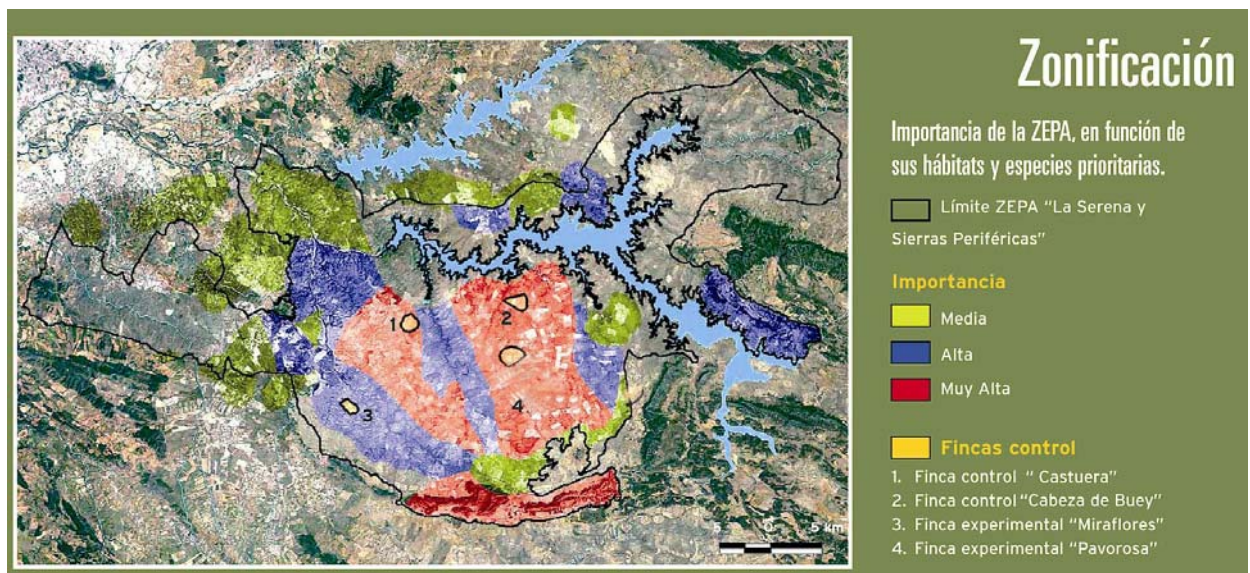 Zonificación
Importancia de la ZEPA, en función de
sus hábitats y especies prioritarias.
Límite ZEPA "La Serena y
Sierras Periféricas"
Importancia
Media
Alta
Muy Alta
Fincas control
1. Finca control " Castuera"
2. Finca control "Cabeza de Buey"
3. Finca experimental "Miraflores"
4. Finca experimental "Pavorosa"
1
2
3
4
5 0 5 km